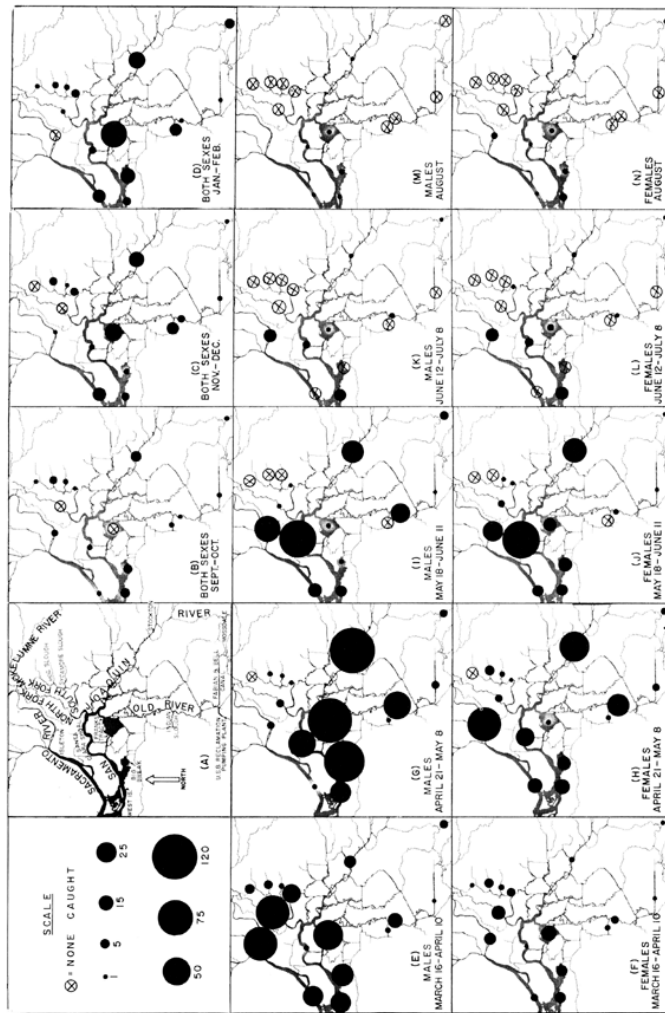 SCALE
= NONE CAUGHT
1
5
15
25
50
75
120
SACRAMENTO RIVER
NORTH FORK MOKELUMNE RIVER
SOUTH FORK
SAN JOAQUIN RIVER
OLD RIVER
U.S.B. RECLAMATION
PUMPING PLANT
NORTH
(A)
(B)
BOTH SEXES
SEPT.-OCT.
(C)
BOTH SEXES
NOV.-DEC.
(D)
BOTH SEXES
JAN.-FEB.
(E)
MALES
MARCH 16-APRIL 10
(G)
MALES
APRIL 21-MAY 8
(I)
MALES
MAY 18-JUNE 11
(K)
MALES
JUNE 12-JULY 8
(M)
MALES
AUGUST
(F)
FEMALES
MARCH 16-APRIL 10
(H)
FEMALES
APRIL 21-MAY 8
(J)
FEMALES
MAY 18-JUNE 11
(L)
FEMALES
JUNE 12-JULY 8
(N)
FEMALES
AUGUST